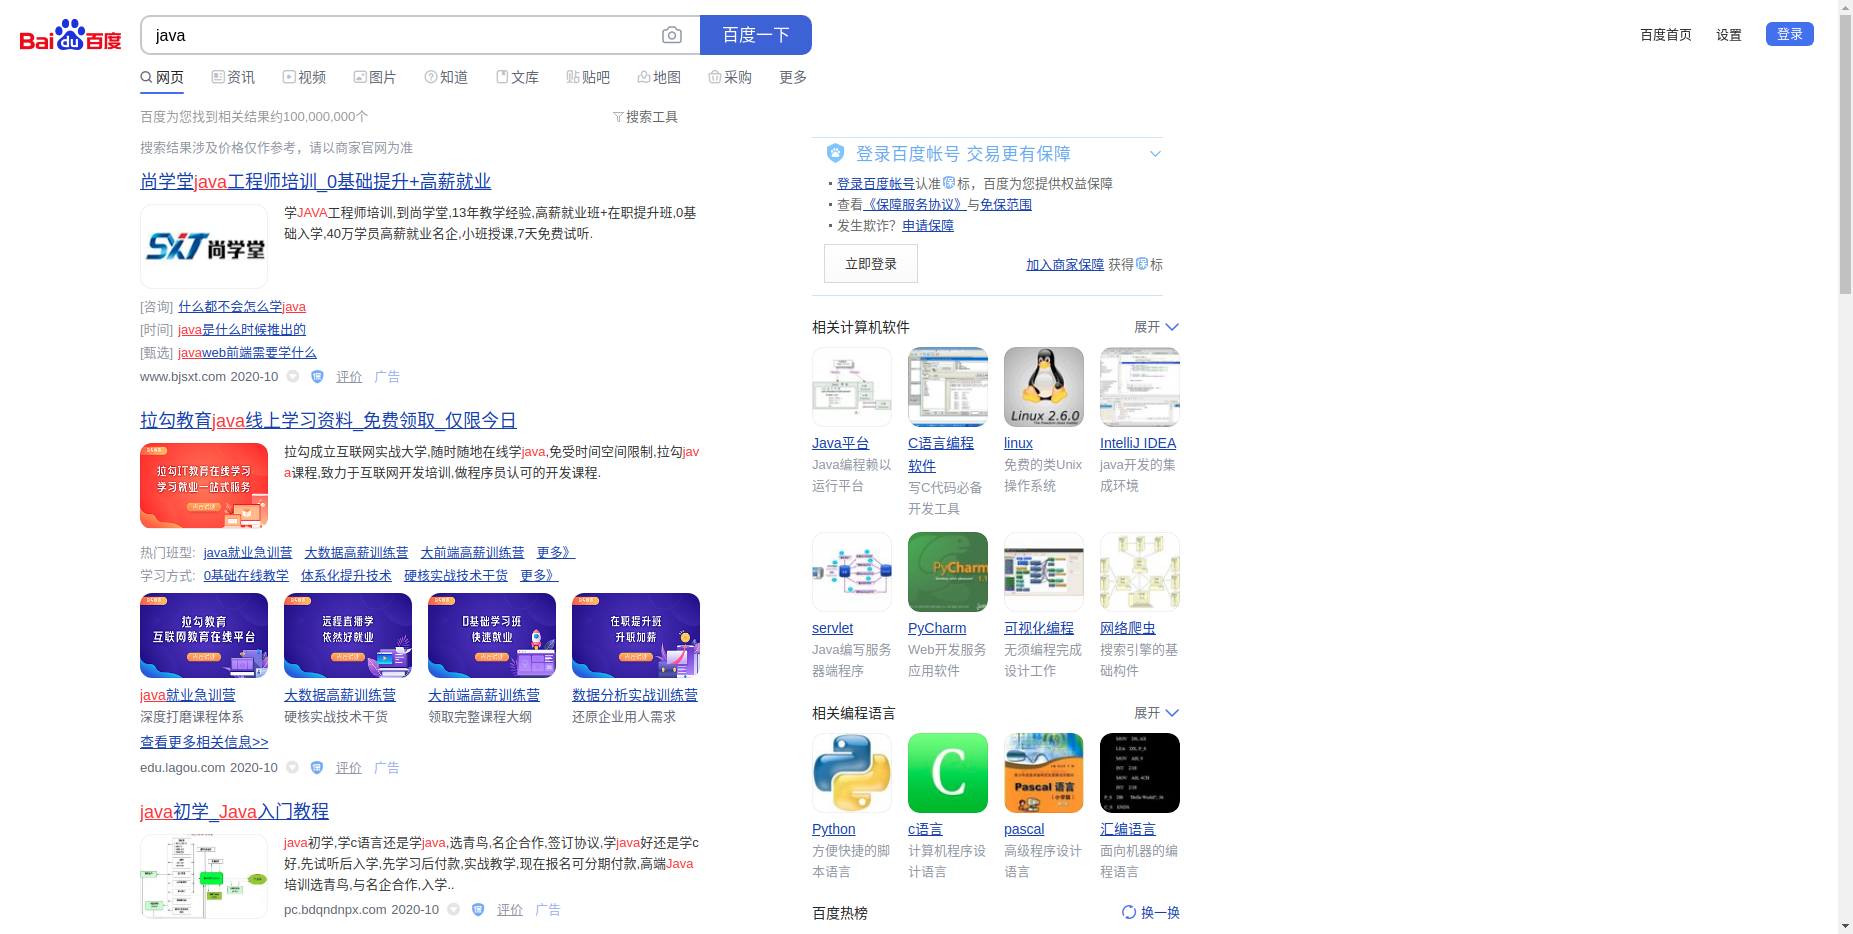 Bai du 百度
java
百度一下
百度首页 设置 登录
网页 资讯 视频 图片 知道 文库 贴吧 地图 采购 更多
百度为您找到相关结果约100,000,000个
搜索工具
搜索结果涉及价格仅作参考，请以商家官网为准
尚学堂java工程师培训_0基础提升+高薪就业
SXT 尚学堂
学JAVA工程师培训,到尚学堂,13年教学经验,高薪就业班+在职提升班,0基
础入学,40万学员高薪就业名企,小班授课,7天免费试听.
[咨询] 什么都不会怎么学java
[时间] java是什么时候推出的
[甄选] javaweb前端需要学什么
www.bjsxt.com 2020-10 保 评价 广告
拉勾教育java线上学习资料_免费领取_仅限今日
拉勾IT教育在线学习
学习就业一站式服务
拉勾成立互联网实战大学,随时随地在线学java,免受时间空间限制,拉勾jav
a课程,致力于互联网开发培训,做程序员认可的开发课程.
热门班型: java就业急训营 大数据高薪训练营 大前端高薪训练营 更多》
学习方式: 0基础在线教学 体系化提升技术 硬核实战技术干货 更多》
拉勾教育
互联网教育在线平台
远程直播学
依然好就业
0基础学习班
快速就业
在职提升班
升职加薪
java就业急训营 大数据高薪训练营 大前端高薪训练营 数据分析实战训练营
深度打磨课程体系 硬核实战技术干货 领取完整课程大纲 还原企业用人需求
查看更多相关信息>>
edu.lagou.com 2020-10 保 评价 广告
java初学_Java入门教程
java初学,学c语言还是学java,选青鸟,名企合作,签订协议,学java好还是学c
好,先试听后入学,先学习后付款,实战教学,现在报名可分期付款,高端Java
培训选青鸟,与名企合作,入学..
pc.bdqndnpx.com 2020-10 保 评价 广告
登录百度帐号 交易更有保障
登录百度帐号认准保标，百度为您提供权益保障
查看《保障服务协议》与免保范围
发生欺诈？申请保障
立即登录
加入商家保障 获得保标
相关计算机软件 展开
Linux 2.6.0
Java平台
Java编程赖以
运行平台
C语言编程
软件
写C代码必备
开发工具
linux
免费的类Unix
操作系统
IntelliJ IDEA
java开发的集
成环境
PyCharm
servlet
Java编写服务
器端程序
PyCharm
Web开发服务
应用软件
可视化编程
无须编程完成
设计工作
网络爬虫
搜索引擎的基
础构件
相关编程语言 展开
C
Pascal 语言
Python
方便快捷的脚
本语言
c语言
计算机程序设
计语言
pascal
高级程序设计
语言
汇编语言
面向机器的编
程语言
百度热榜 换一换